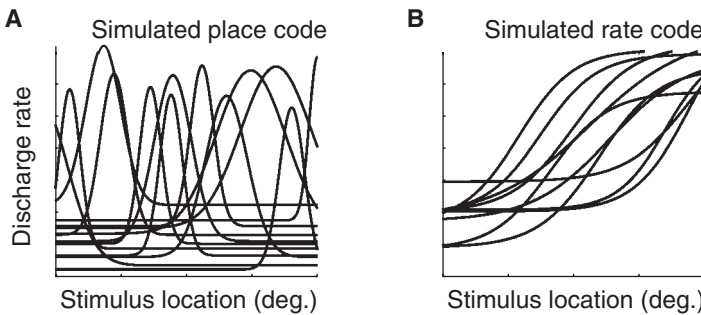 A
Simulated place code
Discharge rate
Stimulus location (deg.)
B
Simulated rate code
Stimulus location (deg.)